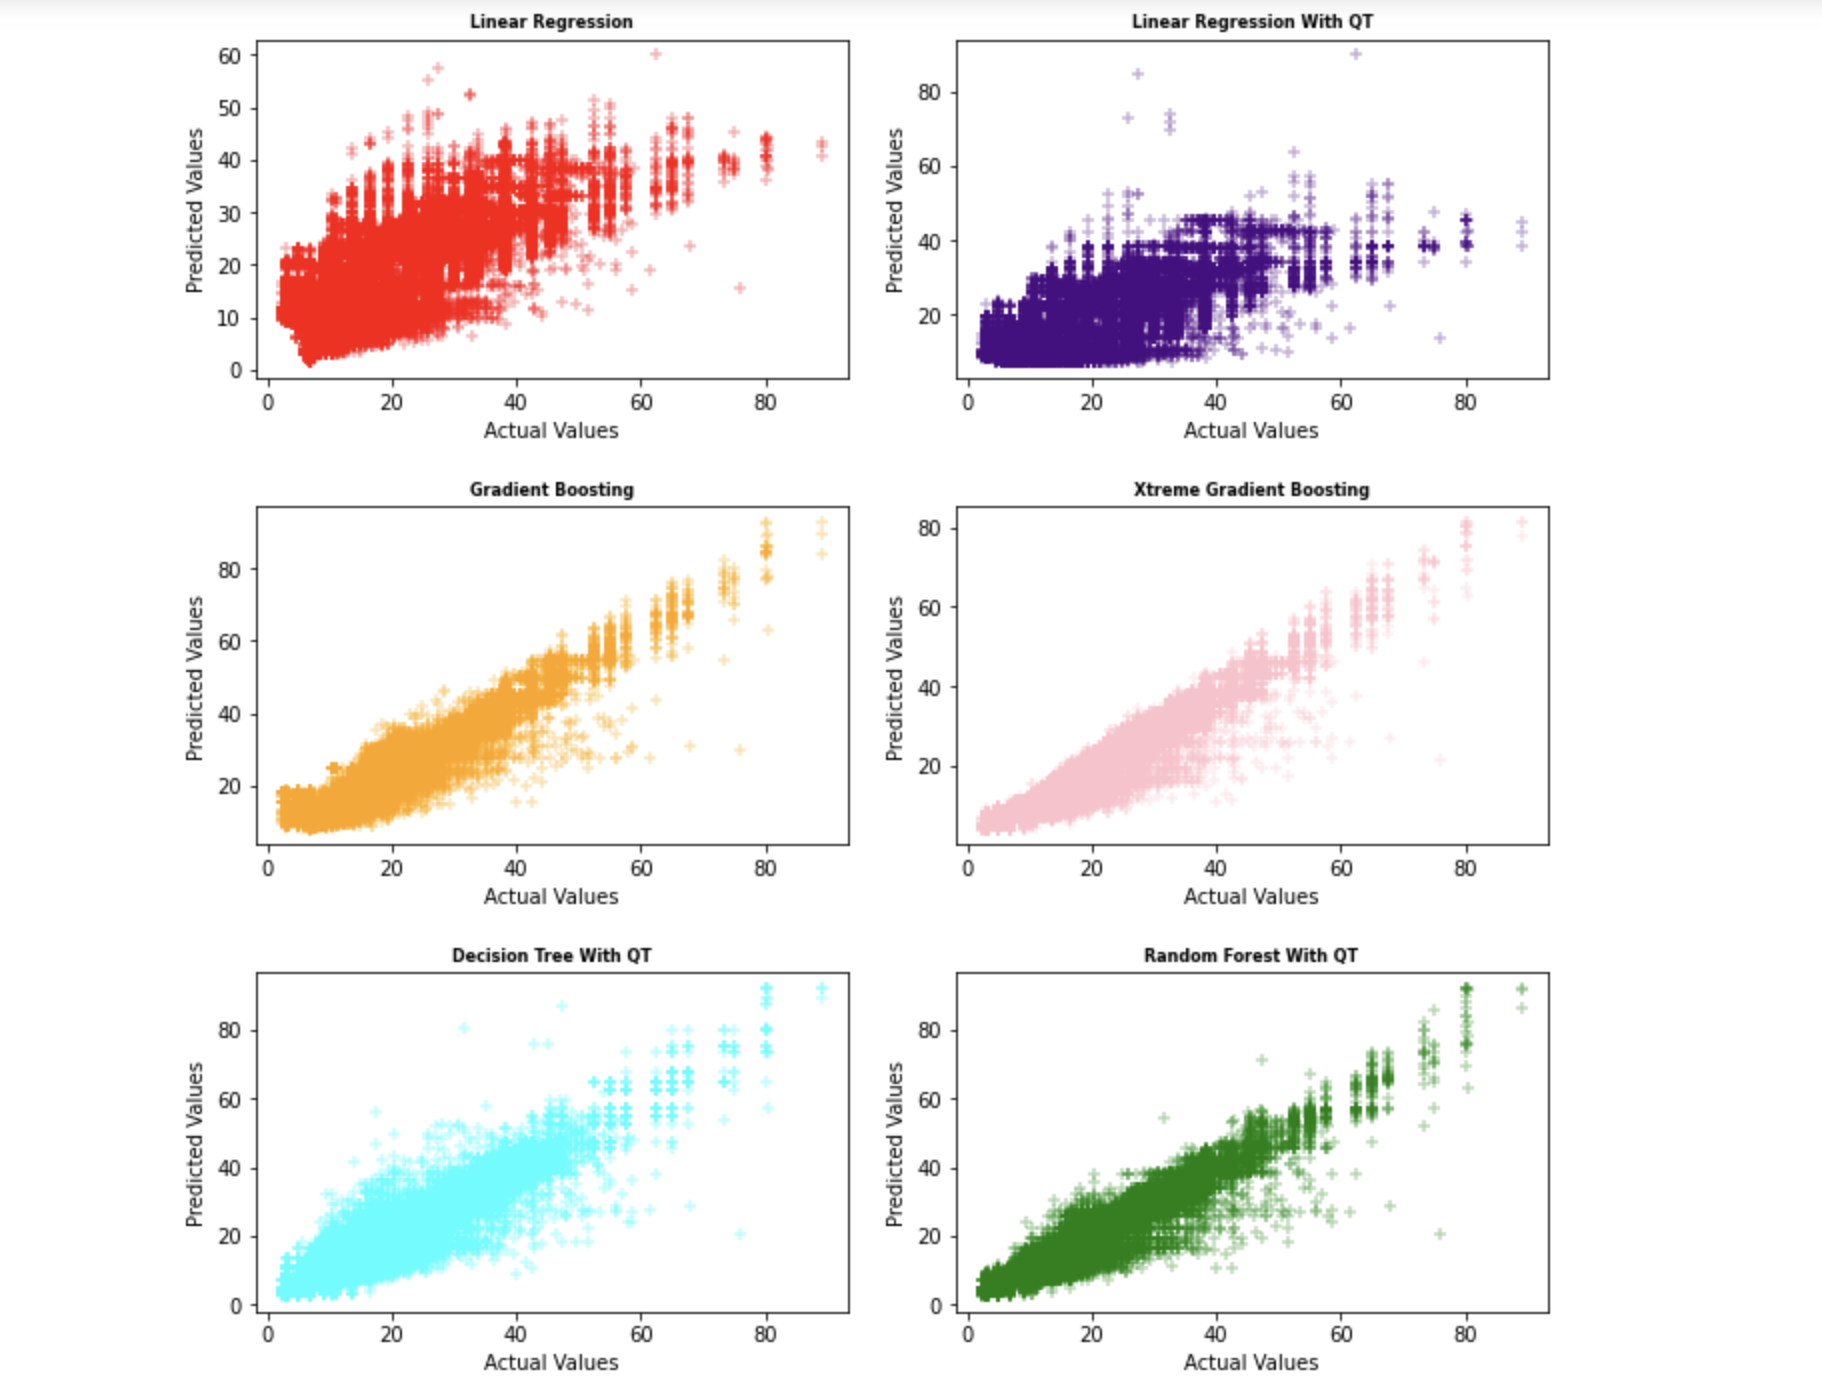 Linear Regression
60
50
40
30
20
10
0
Predicted Values
0 20 40 60 80
Actual Values
Linear Regression With QT
80
60
40
20
Predicted Values
0 20 40 60 80
Actual Values
Gradient Boosting
80
60
40
20
Predicted Values
0 20 40 60 80
Actual Values
Xtreme Gradient Boosting
80
60
40
20
Predicted Values
0 20 40 60 80
Actual Values
Decision Tree With QT
80
60
40
20
0
Predicted Values
0 20 40 60 80
Actual Values
Random Forest With QT
80
60
40
20
0
Predicted Values
0 20 40 60 80
Actual Values